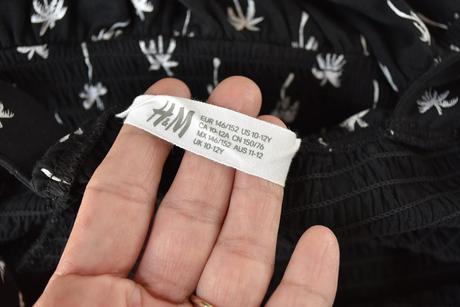 H&M
EUR 146/152 US 10-12Y
CA 10-12A CN 150/76
MX 146/152 AUS 11-12
UK 10-12Y